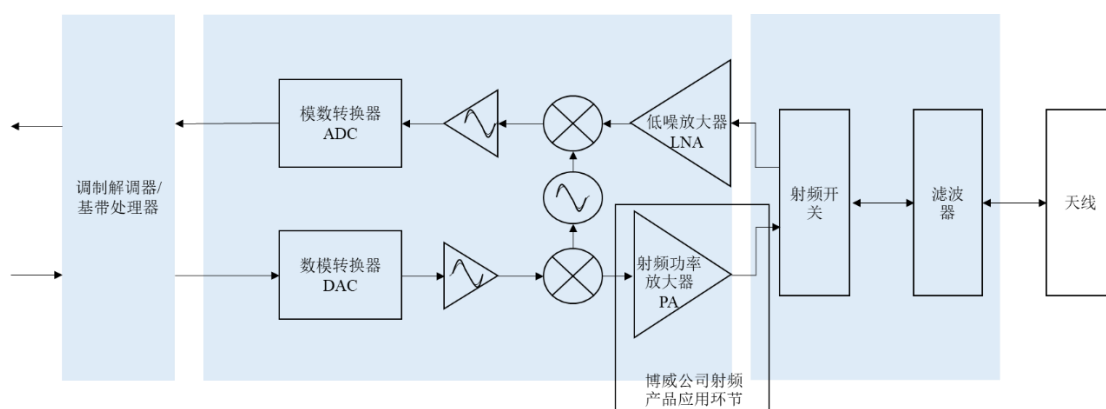 调制解调器/
基带处理器
模数转换器
ADC
低噪放大器
LNA
数模转换器
DAC
射频功率
放大器
PA
射频开
关
滤波
器
天线
博威公司射频
产品应用环节